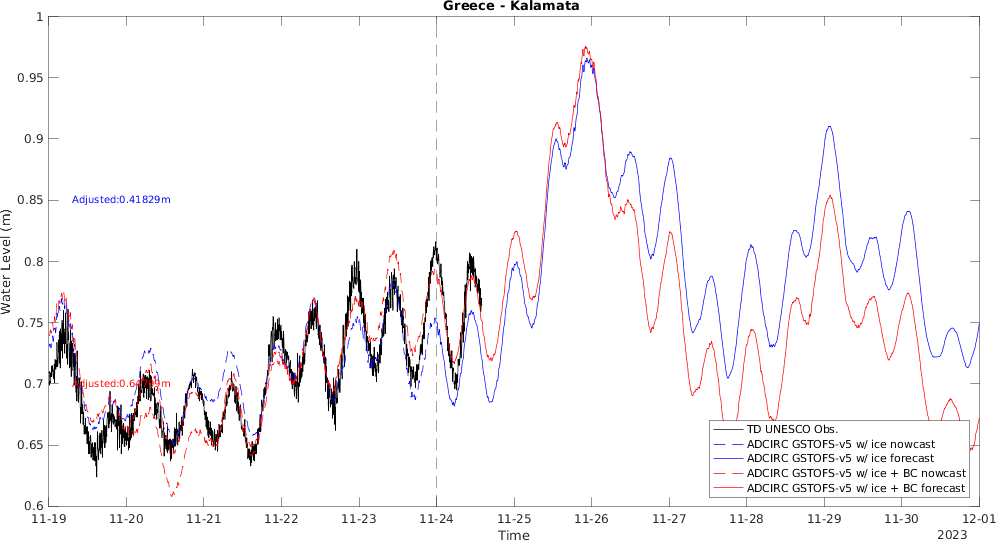 Greece - Kalamata
Water Level (m)
1
0.95
0.9
0.85
0.8
0.75
0.7
0.65
0.6
Adjusted:0.41829m
TD UNESCO Obs.
ADCIRC GSTOFS-v5 w/ ice nowcast
ADCIRC GSTOFS-v5 w/ ice forecast
ADCIRC GSTOFS-v5 w/ ice + BC nowcast
ADCIRC GSTOFS-v5 w/ ice + BC forecast
11-19 11-20 11-21 11-22 11-23 11-24 11-25 11-26 11-27 11-28 11-29 11-30 12-01
Time
2023